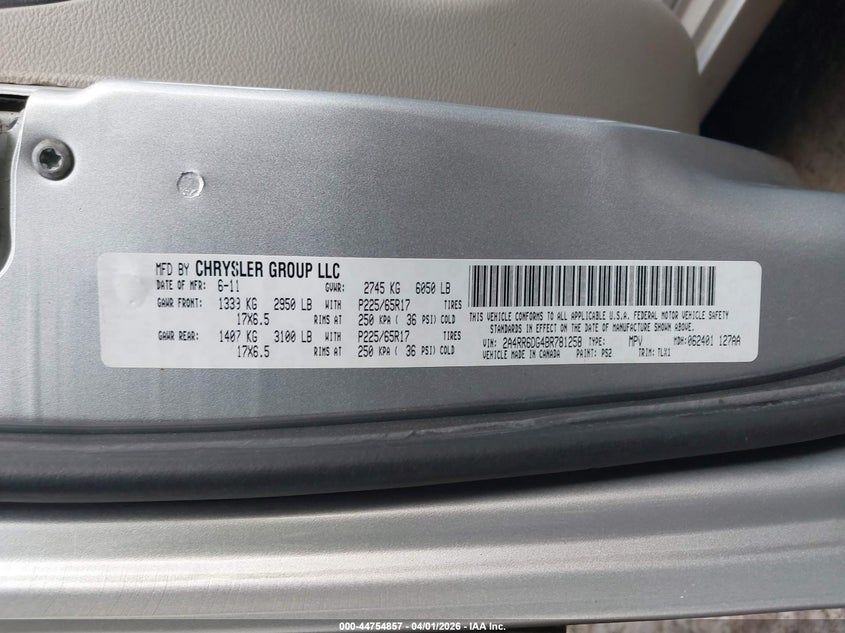 MFD BY CHRYSLER GROUP LLC
DATE OF MFR: 6-11 GVWR: 2745 KG 6050 LB
GAWR FRONT: 1333 KG 2950 LB WITH P225/65R17 TIRES
17X6.5 RIMS AT 250 KPA ( 36 PSI) COLD
GAWR REAR: 1407 KG 3100 LB WITH P225/65R17 TIRES
17X6.5 RIMS AT 250 KPA ( 36 PSI) COLD
THIS VEHICLE CONFORMS TO ALL APPLICABLE U.S.A. FEDERAL MOTOR VEHICLE SAFETY
STANDARDS IN EFFECT ON THE DATE OF MANUFACTURE SHOWN ABOVE.
VIN: 2A4RR6DG4BR781258 TYPE: MPV MDH: 062401 127AA
VEHICLE MADE IN CANADA PAINT: PS2 TRIM: TLX1
000-44754857 - 04/01/2026 - IAA Inc.